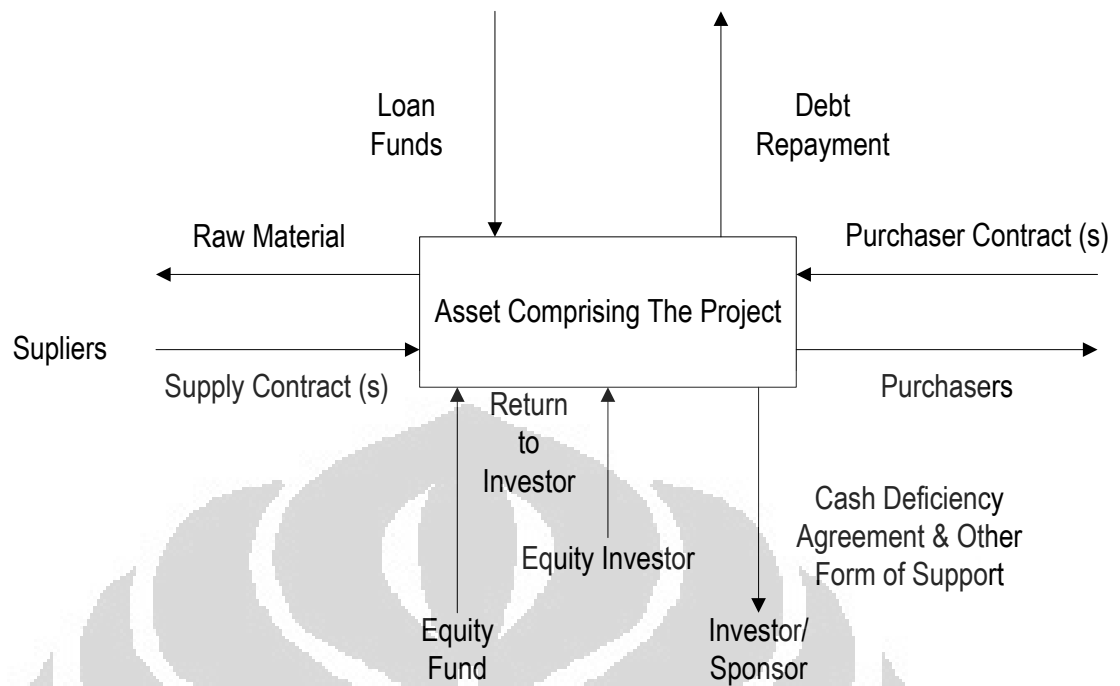 Loan
Funds
Debt
Repayment
Raw Material
Purchaser Contract (s)
Asset Comprising The Project
Supliers
Supply Contract (s)
Purchasers
Return
to
Investor
Cash Deficiency
Agreement & Other
Form of Support
Equity Investor
Equity
Fund
Investor/
Sponsor